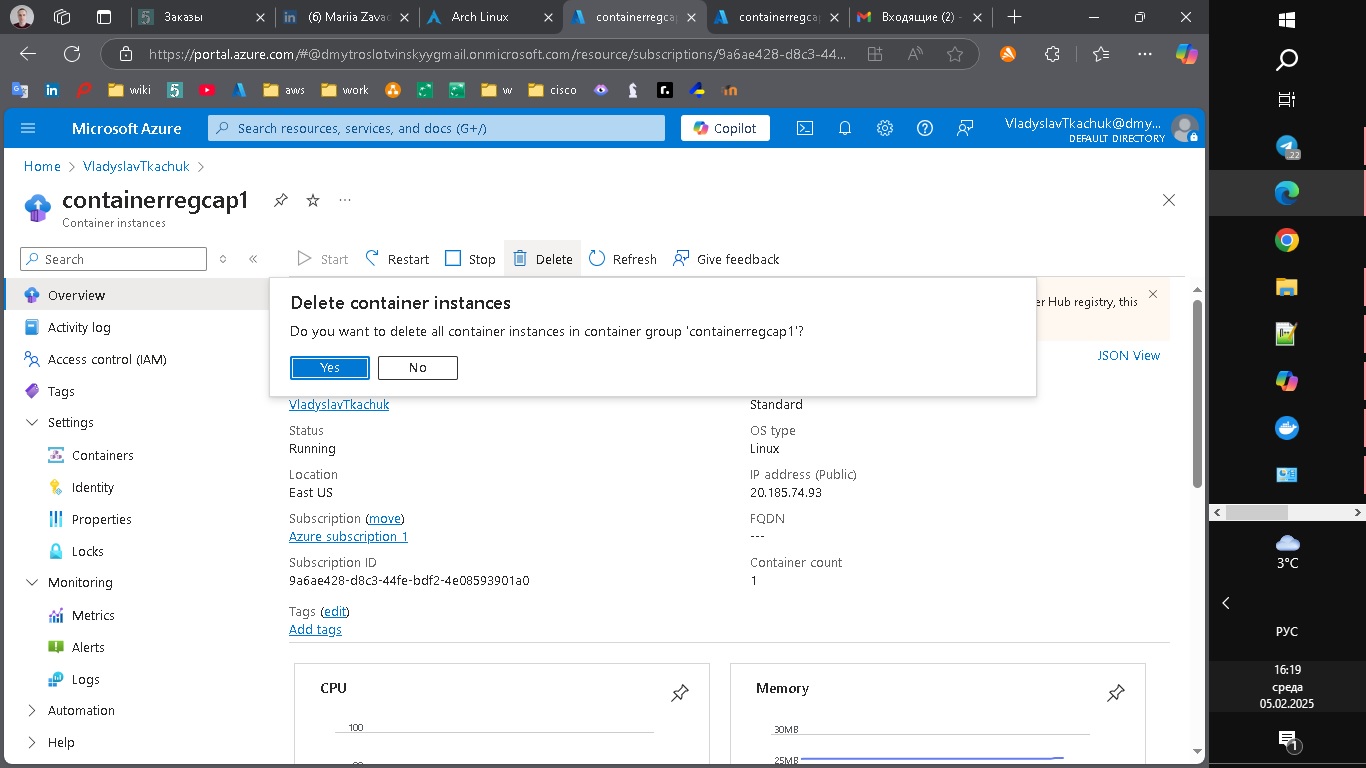 Заказы
(6) Mariia Zavac
Arch Linux
containerregcap
containerregcap
Входящие (2) -
https://portal.azure.com/#@dmytroslotvinskyygmail.onmicrosoft.com/resource/subscriptions/9a6ae428-d8c3-44...
wiki
aws
work
w
cisco
Microsoft Azure
Search resources, services, and docs (G+/)
Copilot
VladyslavTkachuk@dmy...
DEFAULT DIRECTORY
Home > VladyslavTkachuk >
containerregcap1
Container instances
Search
Start
Restart
Stop
Delete
Refresh
Give feedback
Overview
Activity log
Access control (IAM)
Tags
Settings
Containers
Identity
Properties
Locks
Monitoring
Metrics
Alerts
Logs
Automation
Help
Delete container instances
Do you want to delete all container instances in container group 'containerregcap1'?
Yes
No
er Hub registry, this
JSON View
VladyslavTkachuk
Standard
Status
Running
OS type
Linux
Location
East US
IP address (Public)
20.185.74.93
Subscription (move)
Azure subscription 1
FQDN
---
Subscription ID
9a6ae428-d8c3-44fe-bdf2-4e08593901a0
Container count
1
Tags (edit)
Add tags
CPU
100
Memory
30MB
25MB
22
3°C
РУС
16:19
среда
05.02.2025
1